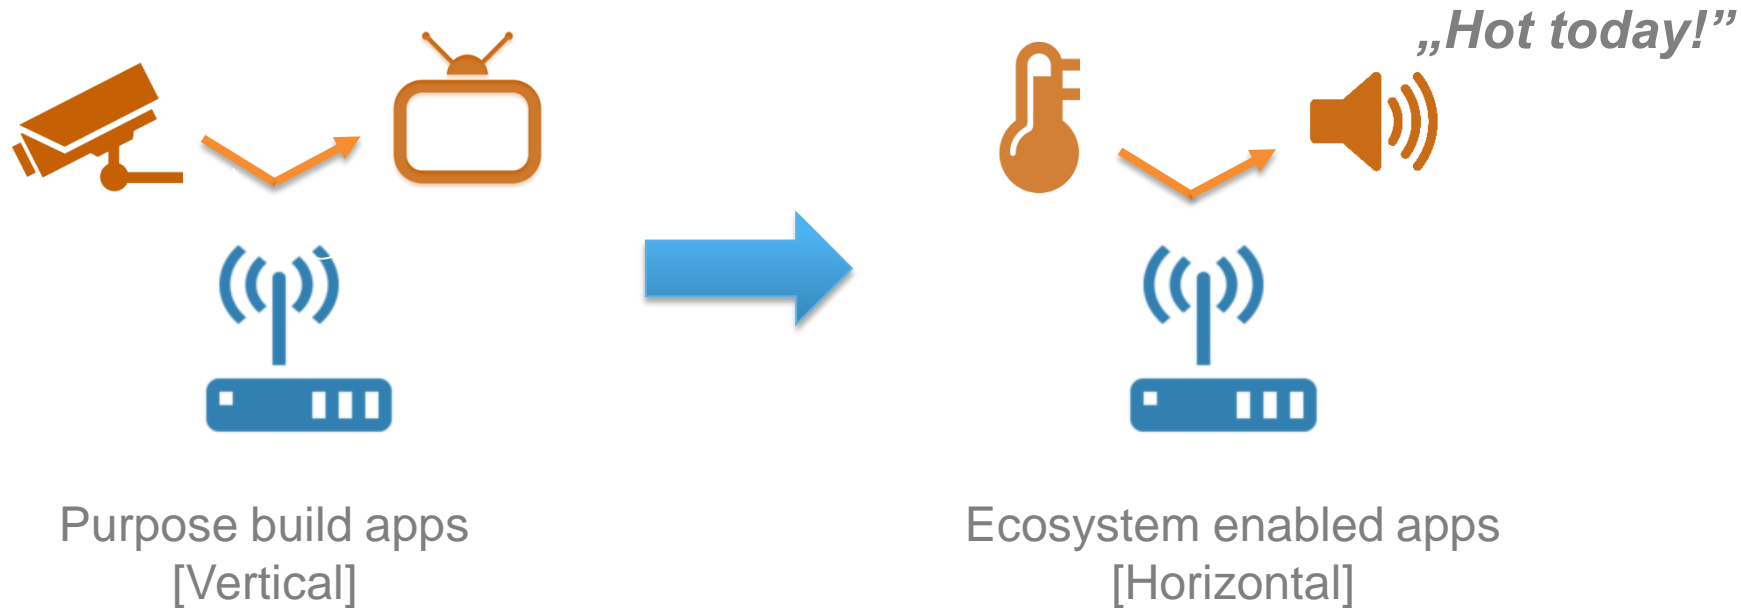 „Hot today!”
Purpose build apps
[Vertical]
Ecosystem enabled apps
[Horizontal]